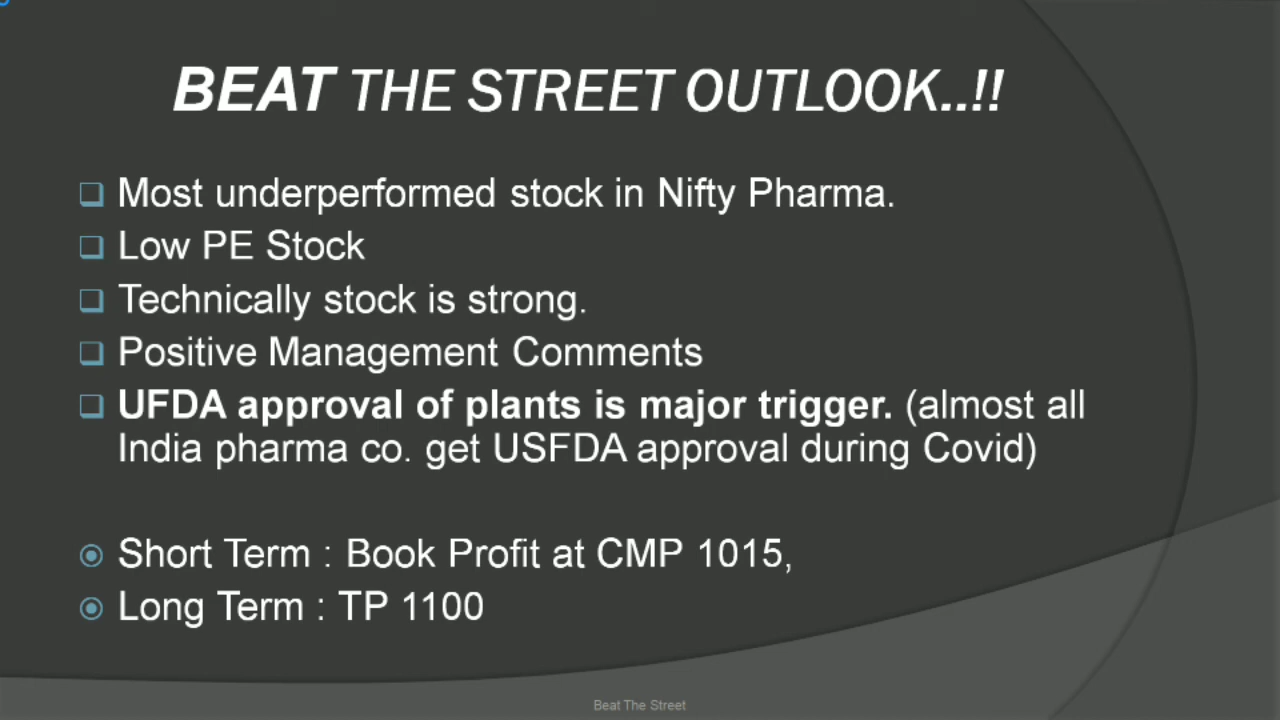 BEAT THE STREET OUTLOOK..!!
Most underperformed stock in Nifty Pharma.
Low PE Stock
Technically stock is strong.
Positive Management Comments
UFDA approval of plants is major trigger. (almost all
India pharma co. get USFDA approval during Covid)
Short Term : Book Profit at CMP 1015,
Long Term : TP 1100
Beat The Street